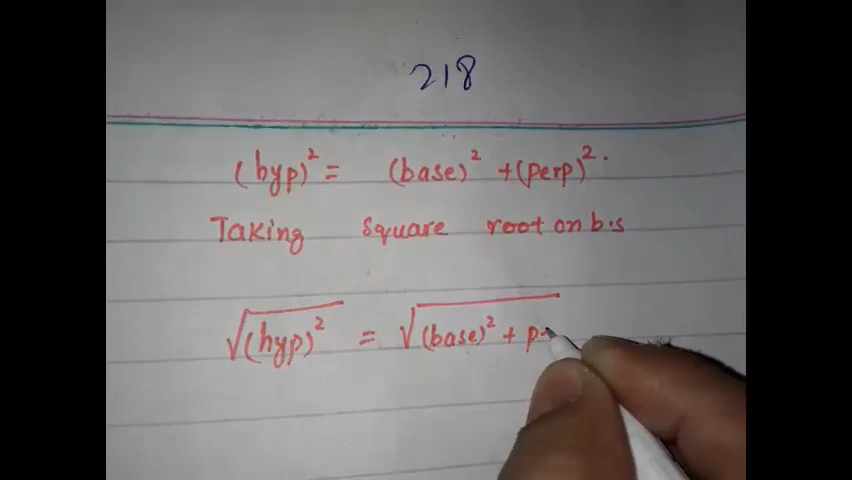 218
(hyp)² = (base)² + (perp)².
Taking square root on b.s
√(hyp)² = √(base)² + p